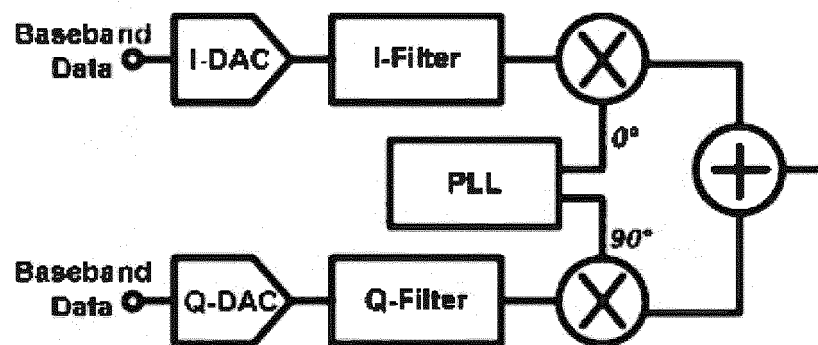 Baseband
Data
I-DAC
I-Filter
0°
PLL
90°
Baseband
Data
Q-DAC
Q-Filter